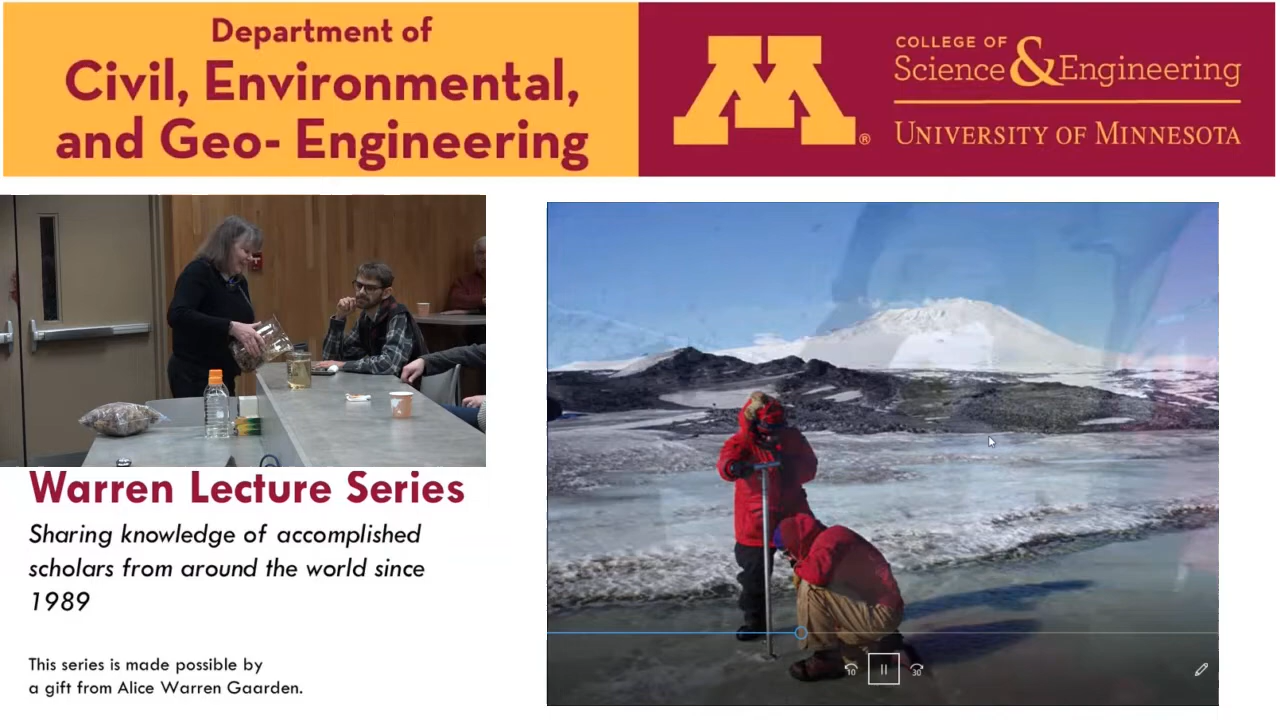 Department of
Civil, Environmental,
and Geo- Engineering
M®
COLLEGE OF
Science & Engineering
UNIVERSITY OF MINNESOTA
Warren Lecture Series
Sharing knowledge of accomplished
scholars from around the world since
1989
This series is made possible by
a gift from Alice Warren Gaarden.
10
30